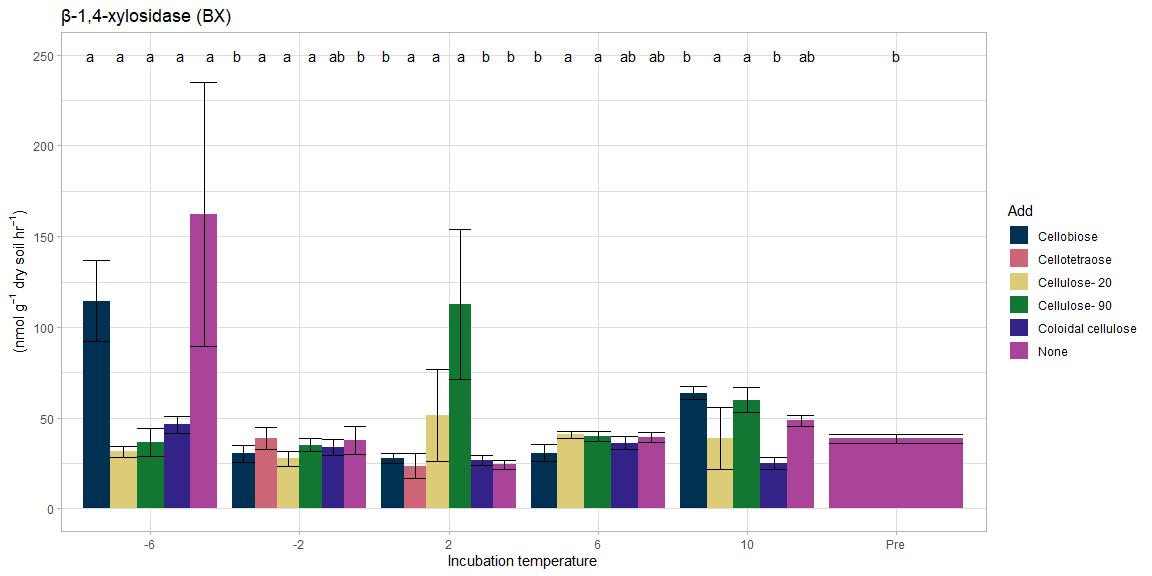 β-1,4-xylosidase (BX)
250
a a a a a b a a a ab b b a a a b b b a a ab ab b a a b ab b
200
150
100
50
0
(nmol g⁻¹ dry soil hr⁻¹)
-6 -2 2 6 10 Pre
Incubation temperature
Add
Cellobiose
Cellotetraose
Cellulose- 20
Cellulose- 90
Coloidal cellulose
None